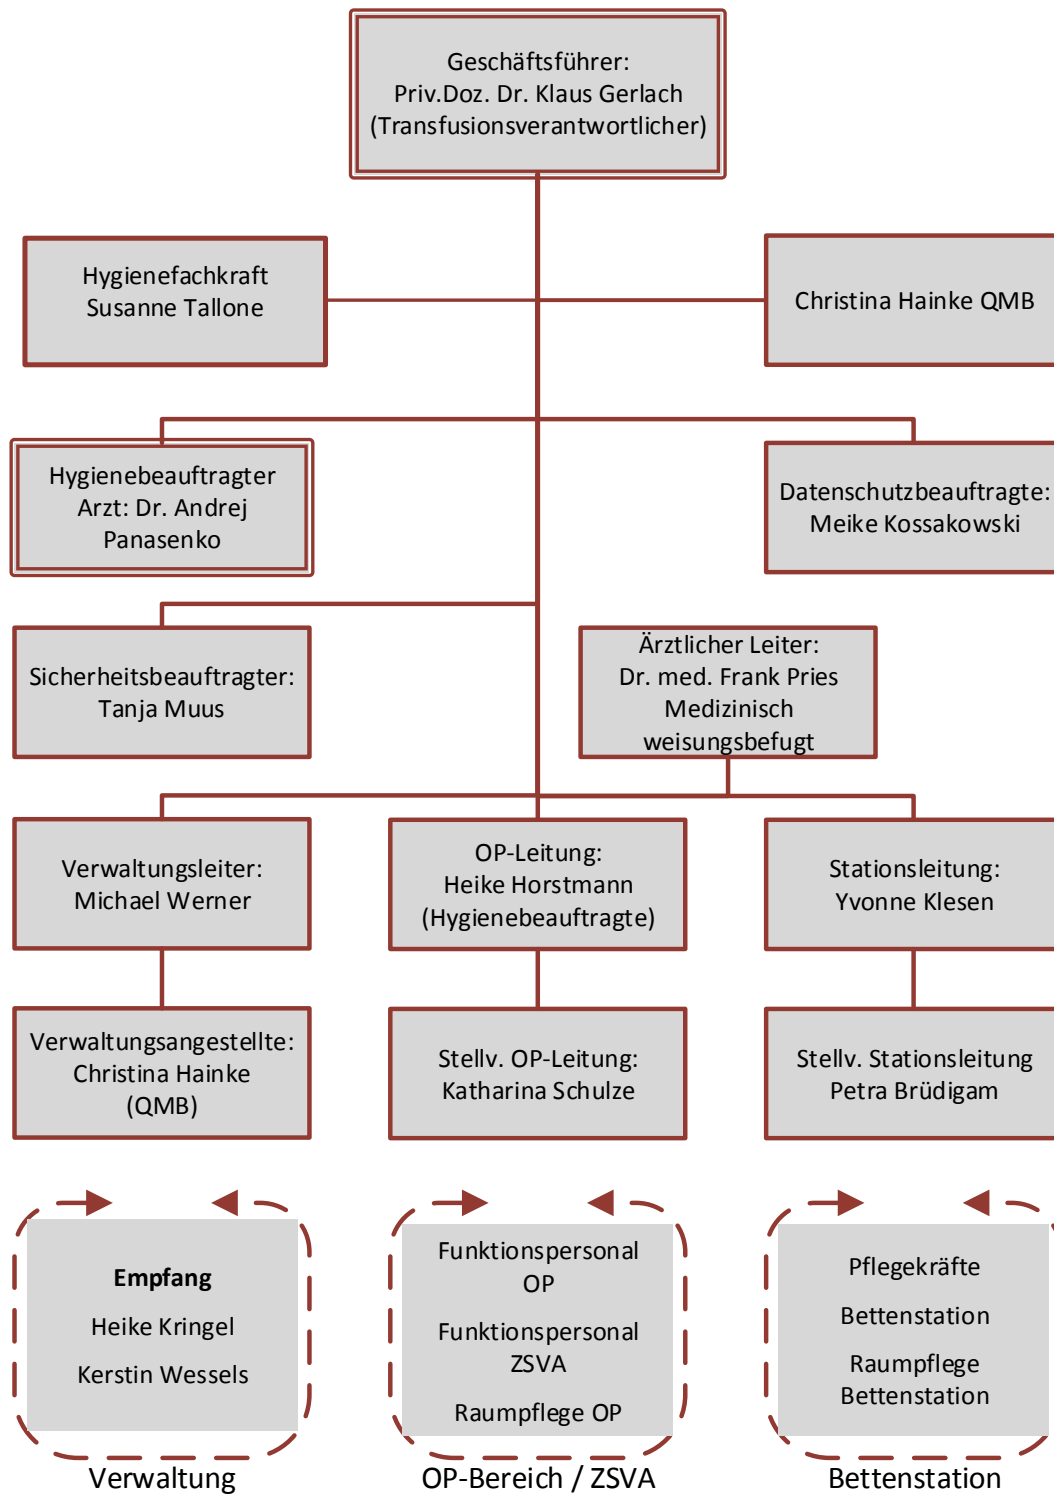 Geschäftsführer:
Priv.Doz. Dr. Klaus Gerlach
(Transfusionsverantwortlicher)
Hygienefachkraft
Susanne Tallone
Christina Hainke QMB
Hygienebeauftragter
Arzt: Dr. Andrej
Panasenko
Datenschutzbeauftragte:
Meike Kossakowski
Sicherheitsbeauftragter:
Tanja Muus
Ärztlicher Leiter:
Dr. med. Frank Pries
Medizinisch
weisungsbefugt
Verwaltungsleiter:
Michael Werner
OP-Leitung:
Heike Horstmann
(Hygienebeauftragte)
Stationsleitung:
Yvonne Klesen
Verwaltungsangestellte:
Christina Hainke
(QMB)
Stellv. OP-Leitung:
Katharina Schulze
Stellv. Stationsleitung
Petra Brüdigam
Empfang
Heike Kringel
Kerstin Wessels
Verwaltung
Funktionspersonal
OP
Funktionspersonal
ZSVA
Raumpflege OP
OP-Bereich / ZSVA
Pflegekräfte
Bettenstation
Raumpflege
Bettenstation
Bettenstation